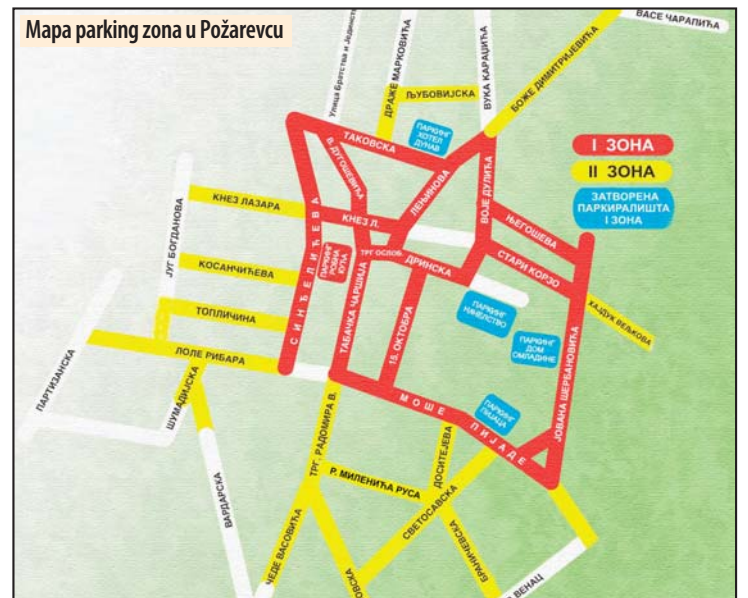 Mapa parking zona u Požarevcu
ВАСЕ ЧАРАПИЋА
Улица Братства и Јединства
ДРАЖЕ МАРКОВИЋА
ВУКА КАРАЏИЋА
БОЖЕ ДИМИТРИЈЕВИЋА
ЉУБОВИЈСКА
ПАРКИНГ
ХОТЕЛ
ДУНАВ
I ЗОНА
II ЗОНА
ЗАТВОРЕНА
ПАРКИРАЛИШТА
I ЗОНА
ТАКОВСКА
В. ДУГОШЕВИЋА
ЛЕЊИНОВА
ВОЈЕ ДУЛИЋА
ЊЕГОШЕВА
КНЕЗ ЛАЗАРА
КНЕЗ Л.
ЈУГ БОГДАНОВА
СИНЂЕЛИЋЕВА
ПАРКИНГ
РОБНА
КУЋА
ТРГ ОСЛОБ.
ДРИНСКА
СТАРИ КОРЗО
КОСАНЧИЋЕВА
ТАБАЧКА ЧАРШИЈА
15. ОКТОБРА
ТОПЛИЧИНА
ПАРКИНГ
ПАРКИНГ
ДОМ
ОМЛАДИНЕ
ХАЈДУК ВЕЉКОВА
ЈОВАНА ШЕРБАНОВИЋА
ЛОЛЕ РИБАРА
ПАРТИЗАНСКА
ШУМАДИЈСКА
МОШЕ ПИЈАДЕ
ПАРКИНГ
ПИЈАЦА
ТРГ. РАДОМИРА В.
ДОСИТЕЈЕВА
Р. МИЛЕНИЋА РУСА
СВЕТОСАВСКА
ВАРДАРСКА
ЧЕДЕ ВАСОВИЋА
БРАНИЧЕВСКА
ОВСКА
ВЕНАЦ